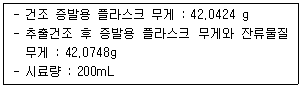 - 건조 증발용 플라스크 무게 : 42.0424 g
- 추출건조 후 증발용 플라스크 무게와 잔류물질
무게 : 42.0748g
- 시료량 : 200mL